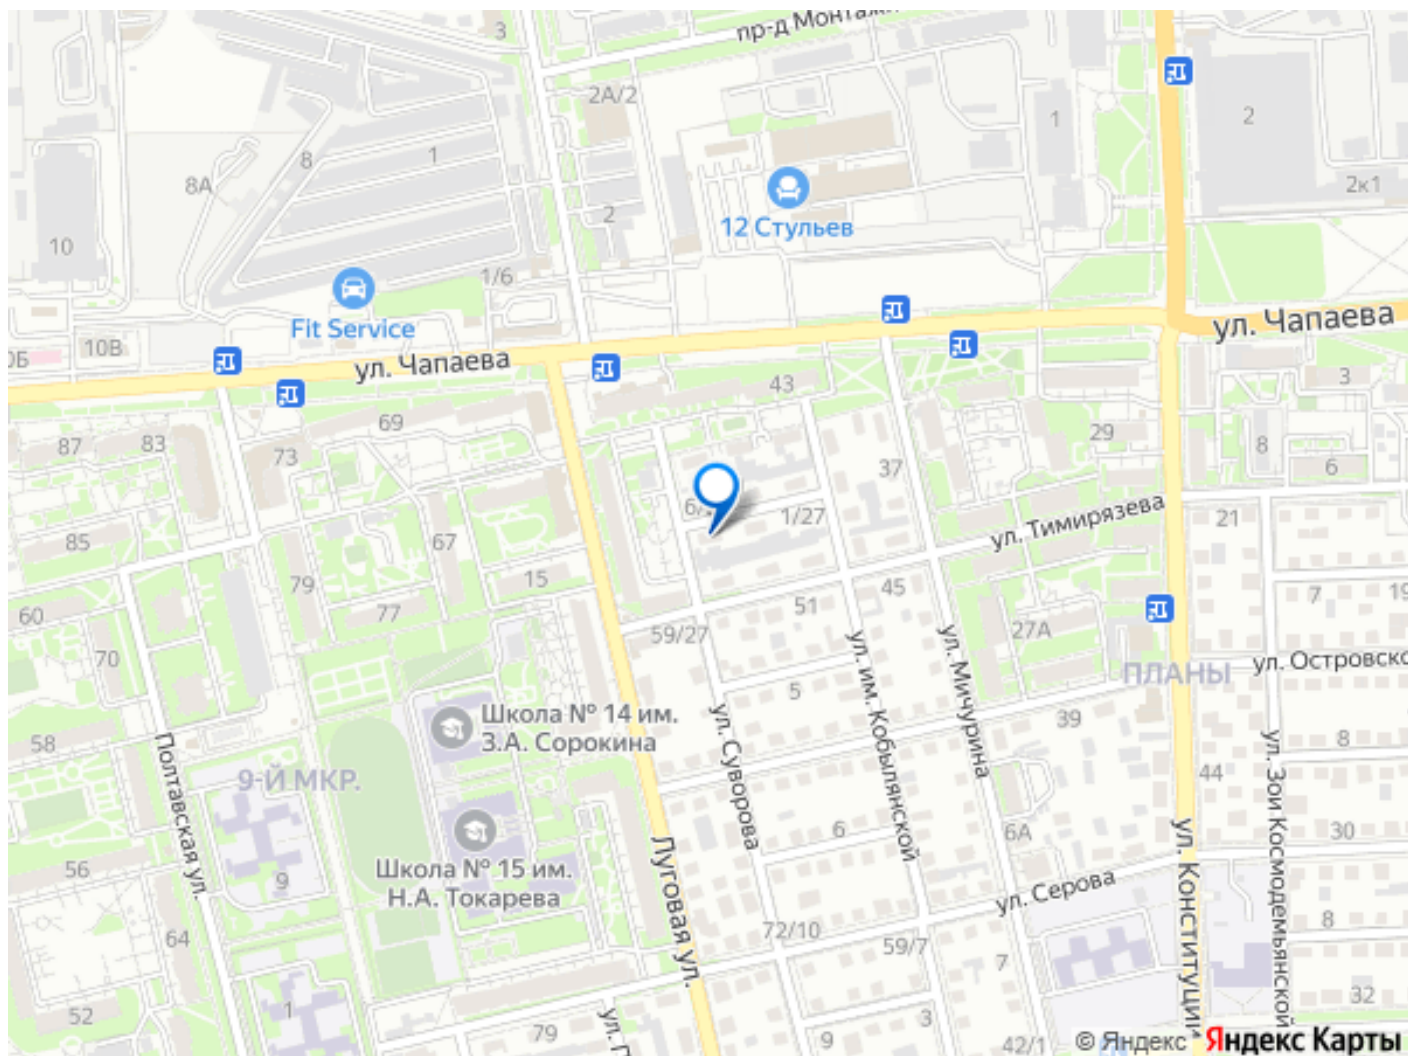 3
пр-д Монтажн
2А/2
1
2
8
1
8А
2к1
12 Стульев
2
10
1/6
Fit Service
10В
0Б
ул. Чапаева
ул. Чапаева
43
3
69
87
83
73
29
8
6
37
6/
1/27
ул. Тимирязева
21
85
67
79
15
77
60
45
51
59/27
27А
7
19
70
5
ПЛАНЫ
ул. Островско
ул. им. Кобылянской
ул. Мичурина
Школа № 14 им.
З.А. Сорокина
58
39
8
9-Й МКР.
Полтавская ул.
ул. Суворова
44
ул. Зои Космодемьянской
6
6А
30
Школа № 15 им.
Н.А. Токарева
56
9
Луговая ул.
ул. Серова
ул. Конституции
64
72/10
59/7
8
7
1
52
79
ул. П
9
3
42/1
32
© Яндекс Яндекс Карты